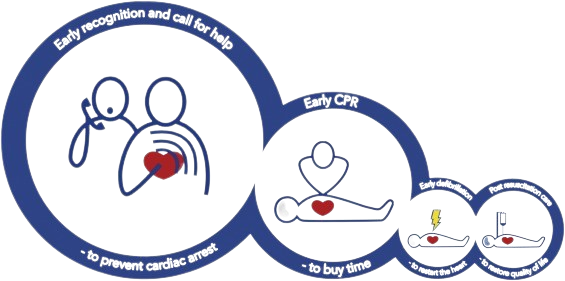 Early recognition and call for help
- to prevent cardiac arrest
Early CPR
- to buy time
Early defibrillation
- to restart the heart
Post resuscitation care
- to restore quality of life